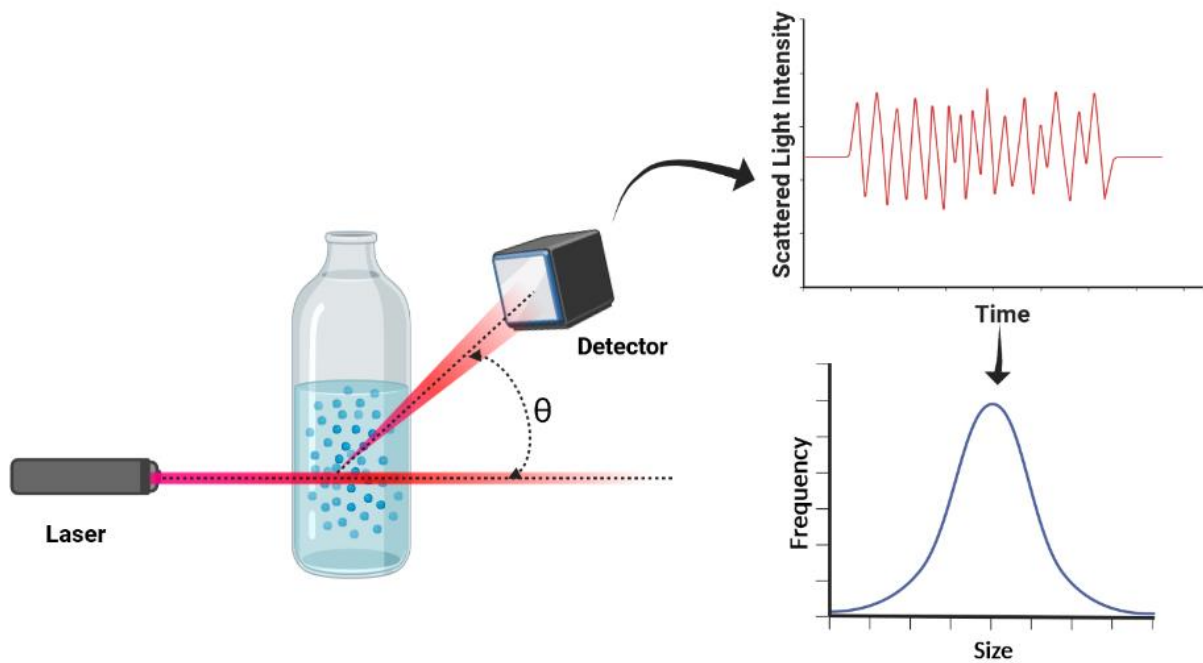 Laser
Detector
θ
Scattered Light Intensity
Time
Frequency
Size